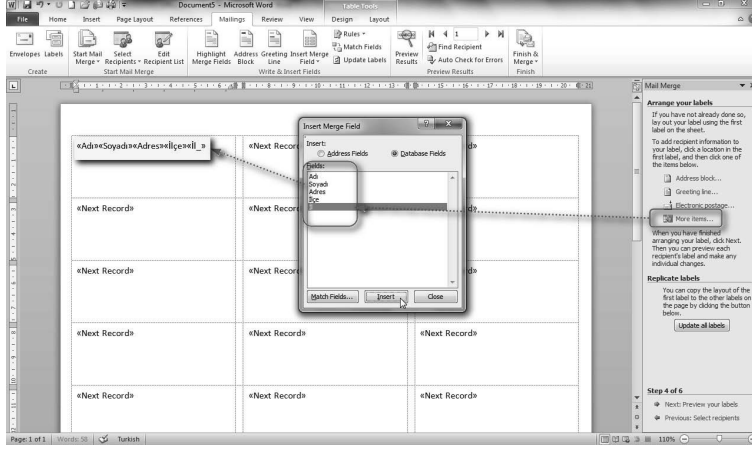 Document5 - Microsoft Word
Table Tools
File Home Insert Page Layout References Mailings Review View Design Layout
Envelopes Labels
Start Mail Merge
Select Recipients
Edit Recipient List
Highlight Merge Fields
Address Block
Greeting Line
Insert Merge Field
Rules
Match Fields
Update Labels
Preview Results
1
Find Recipient
Auto Check for Errors
Finish & Merge
Create Start Mail Merge Write & Insert Fields Preview Results Finish
Mail Merge
Arrange your labels
If you have not already done so,
lay out your label using the first
label on the sheet.
To add recipient information to
your label, click a location in the
first label, and then click one of
the items below.
Address block...
Greeting line...
Electronic postage...
More items...
When you have finished
arranging your label, click Next.
Then you can preview each
recipient's label and make any
individual changes.
Replicate labels
You can copy the layout of the
first label to the other labels on
the page by clicking the button
below.
Update all labels
Step 4 of 6
Next: Preview your labels
Previous: Select recipients
«Adı»«Soyadı»«Adres»«İlçe»«İl_»
«Next Record»
«Next Record»
«Next Record»
«Next Record» «Next Record» «Next Record»
«Next Record» «Next Record» «Next Record»
Insert Merge Field
Insert:
Address Fields Database Fields
Fields:
Adı
Soyadı
Adres
İlçe
Match Fields... Insert Close
Page: 1 of 1 Words: 58 Turkish 110%